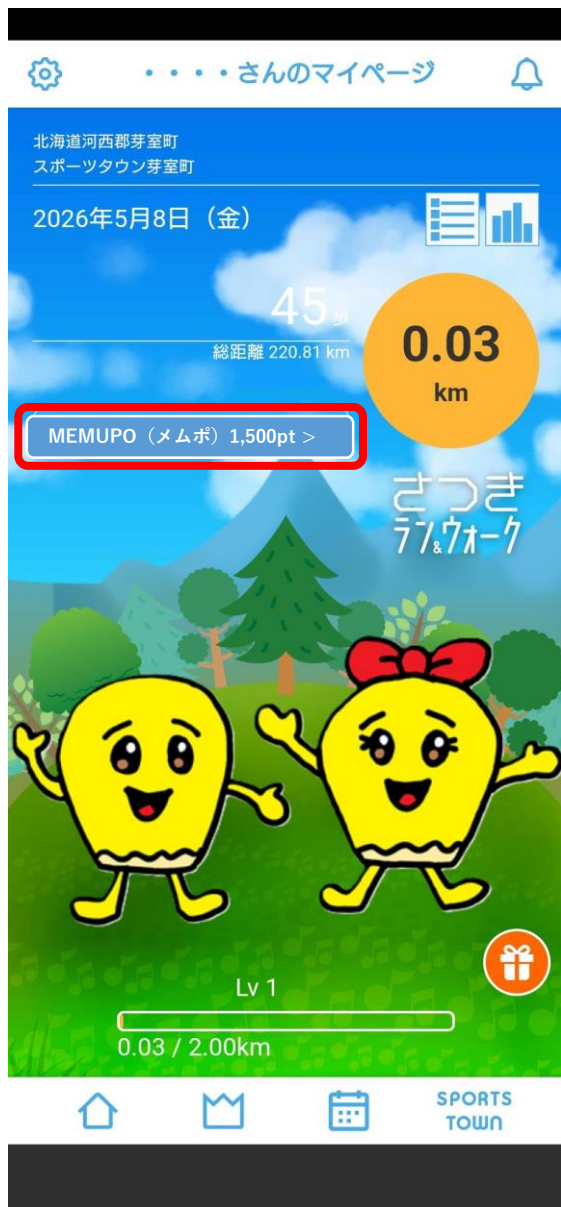 ・・・・さんのマイページ
北海道河西郡芽室町
スポーツタウン芽室町
2026年5月8日（金）
45歩
総距離 220.81 km
0.03
km
MEMUPO（メムポ）1,500pt >
さつき
ラン&ウォーク
Lv 1
0.03 / 2.00km
SPORTS
TOWN